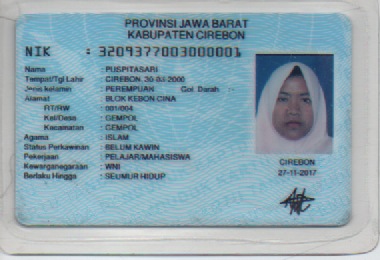 PROVINSI JAWA BARAT
KABUPATEN CIREBON
NIK : 3209377003000001
Nama : PUSPITASARI
Tempat/Tgl Lahir : CIREBON, 30-03-2000
Jenis kelamin : PEREMPUAN Gol. Darah : -
Alamat : BLOK KEBON CINA
RT/RW : 001/004
Kel/Desa : GEMPOL
Kecamatan : GEMPOL
Agama : ISLAM
Status Perkawinan : BELUM KAWIN
Pekerjaan : PELAJAR/MAHASISWA
Kewarganegaraan : WNI
Berlaku Hingga : SEUMUR HIDUP
CIREBON
27-11-2017